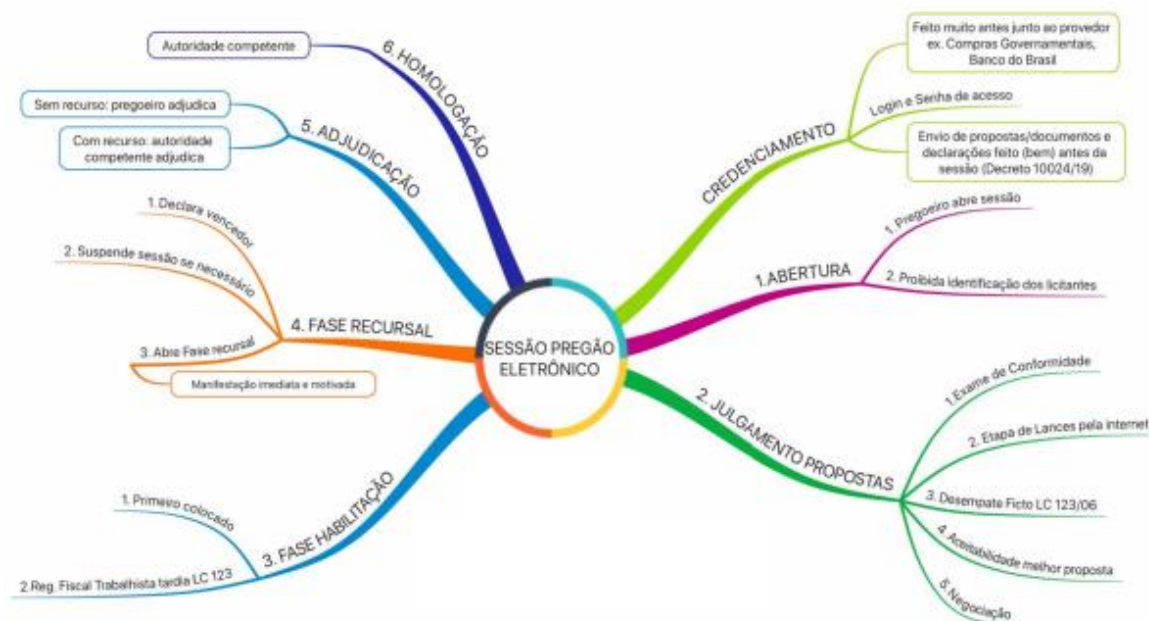 SESSÃO PREGÃO
ELETRÔNICO
CREDENCIAMENTO
Feito muito antes junto ao provedor
ex. Compras Governamentais,
Banco do Brasil
Login e Senha de acesso
Envio de propostas/documentos e
declarações feito (bem) antes da
sessão (Decreto 10024/19)
1.ABERTURA
1. Pregoeiro abre sessão
2. Proibida identificação dos licitantes
2. JULGAMENTO PROPOSTAS
1.Exame de Conformidade
2. Etapa de Lances pela internet
3. Desempate Ficto LC 123/06
4. Aceitabilidade melhor proposta
5. Negociação
3. FASE HABILITAÇÃO
1. Primeiro colocado
2.Reg. Fiscal Trabalhista tardia LC 123
4. FASE RECURSAL
1. Declara vencedor
2. Suspende sessão se necessário
3. Abre Fase recursal
Manifestação imediata e motivada
5. ADJUDICAÇÃO
Sem recurso: pregoeiro adjudica
Com recurso: autoridade
competente adjudica
6. HOMOLOGAÇÃO
Autoridade competente